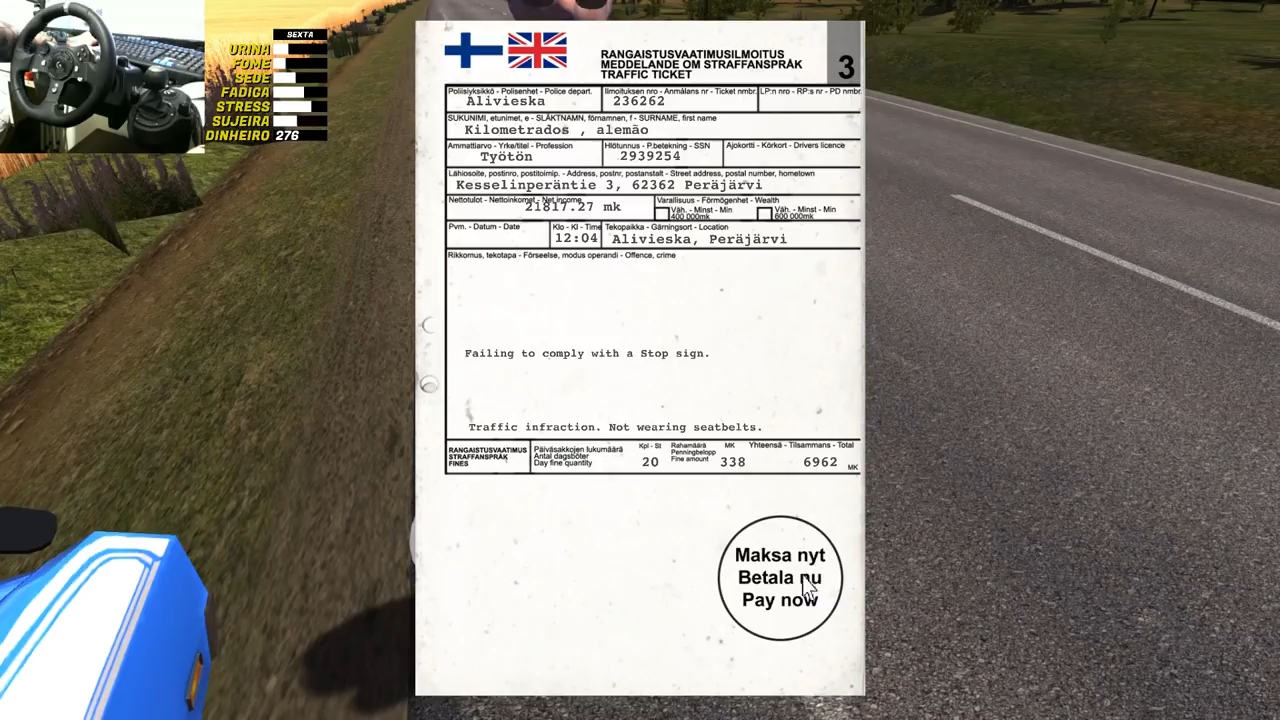 SEXTA
URINA
FOME
SEDE
FADIGA
STRESS
SUJEIRA
DINHEIRO 276
RANGAISTUSVAATIMUSILMOITUS
MEDDELANDE OM STRAFFANSPRÅK
TRAFFIC TICKET
3
Poliisiyksikkö - Polisenhet - Police depart.
Alivieska
Ilmoituksen nro - Anmälans nr - Ticket nmbr.
236262
LP:n nro - RP:s nr - PD nmbr.
SUKUNIMI, etunimet, e - SLÄKTNAMN, förnamnen, f - SURNAME, first name
Kilometrados , alemão
Ammattiarvo - Yrke/titel - Profession
Työtön
Hlötunnus - P.betekning - SSN
2939254
Ajokortti - Körkort - Drivers licence
Lähiosoite, postinro, postitoimip. - Address, postnr, postanstalt - Street address, postal number, hometown
Kesselinperäntie 3, 62362 Peräjärvi
Nettotulot - Nettoinkomst - Net income
21817.27 mk
Varallisuus - Förmögenhet - Wealth
Väh. - Minst - Min
400 000mk
Väh. - Minst - Min
600 000mk
Pvm. - Datum - Date
Klo - Kl - Time
12:04
Tekopaikka - Gärningsort - Location
Alivieska, Peräjärvi
Rikkomus, tekotapa - Förseelse, modus operandi - Offence, crime
Failing to comply with a Stop sign.
Traffic infraction. Not wearing seatbelts.
RANGAISTUSVAATIMUS
STRAFFANSPRÅK
FINES
Päiväsakkojen lukumäärä
Antal dagsböter
Day fine quantity
Kpl - St
20
Rahamäärä
Penningbelopp
Fine amount
MK
338
Yhteensä - Tilsammans - Total
6962
MK
Maksa nyt
Betala nu
Pay now